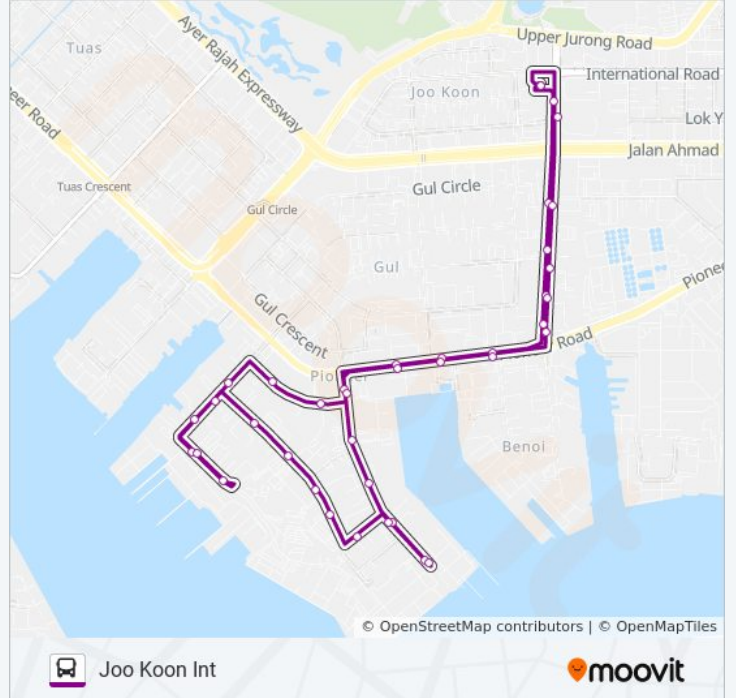 Upper Jurong Road
Tuas
Ayer Rajah Expressway
International Road
Joo Koon
Lok Y
eer Road
Jalan Ahmad
Tuas Crescent
Gul Circle
Gul Circle
Gul
Pionee
Gul Crescent
Road
Pio
Benoi
© OpenStreetMap contributors | © OpenMapTiles
Joo Koon Int
moovit